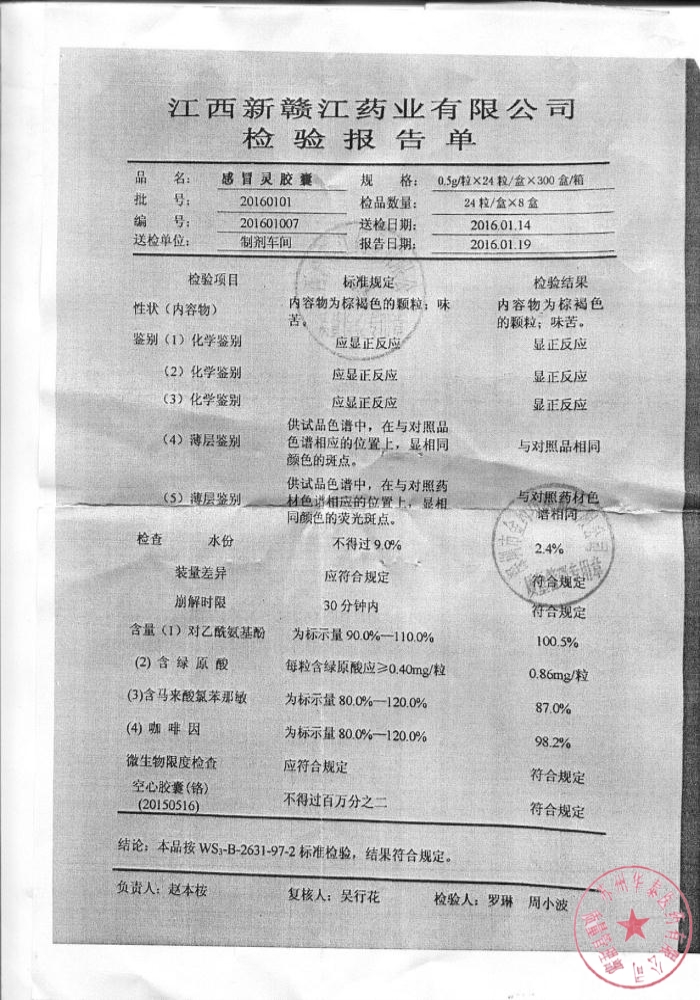 江西新赣江药业有限公司
检验报告单
品 名： 感冒灵胶囊 规 格： 0.5g/粒×24粒/盒×300盒/箱
批 号： 20160101 检品数量： 24粒/盒×8盒
编 号： 201601007 送检日期： 2016.01.14
送检单位： 制剂车间 报告日期： 2016.01.19
检验项目 标准规定 检验结果
性状（内容物） 内容物为棕褐色的颗粒；味 内容物为棕褐色
苦。 的颗粒；味苦。
鉴别（1）化学鉴别 应显正反应 显正反应
（2）化学鉴别 应显正反应 显正反应
（3）化学鉴别 应显正反应 显正反应
供试品色谱中，在与对照品
（4）薄层鉴别 色谱相应的位置上，显相同 与对照品相同
颜色的斑点。
供试品色谱中，在与对照药
（5）薄层鉴别 材色谱相应的位置上，显相 与对照药材色
同颜色的荧光斑点。 谱相同
检查 水份 不得过9.0% 2.4%
装量差异 应符合规定 符合规定
崩解时限 30分钟内 符合规定
含量（1）对乙酰氨基酚 为标示量90.0%—110.0% 100.5%
(2) 含绿原酸 每粒含绿原酸应≥0.40mg/粒 0.86mg/粒
(3)含马来酸氯苯那敏 为标示量80.0%—120.0% 87.0%
(4) 咖啡因 为标示量80.0%—120.0% 98.2%
微生物限度检查 应符合规定 符合规定
空心胶囊(铬) 不得过百万分之二 符合规定
(20150516)
结论：本品按WS₃-B-2631-97-2标准检验，结果符合规定。
负责人：赵本桉 复核人：吴行花 检验人：罗琳 周小波